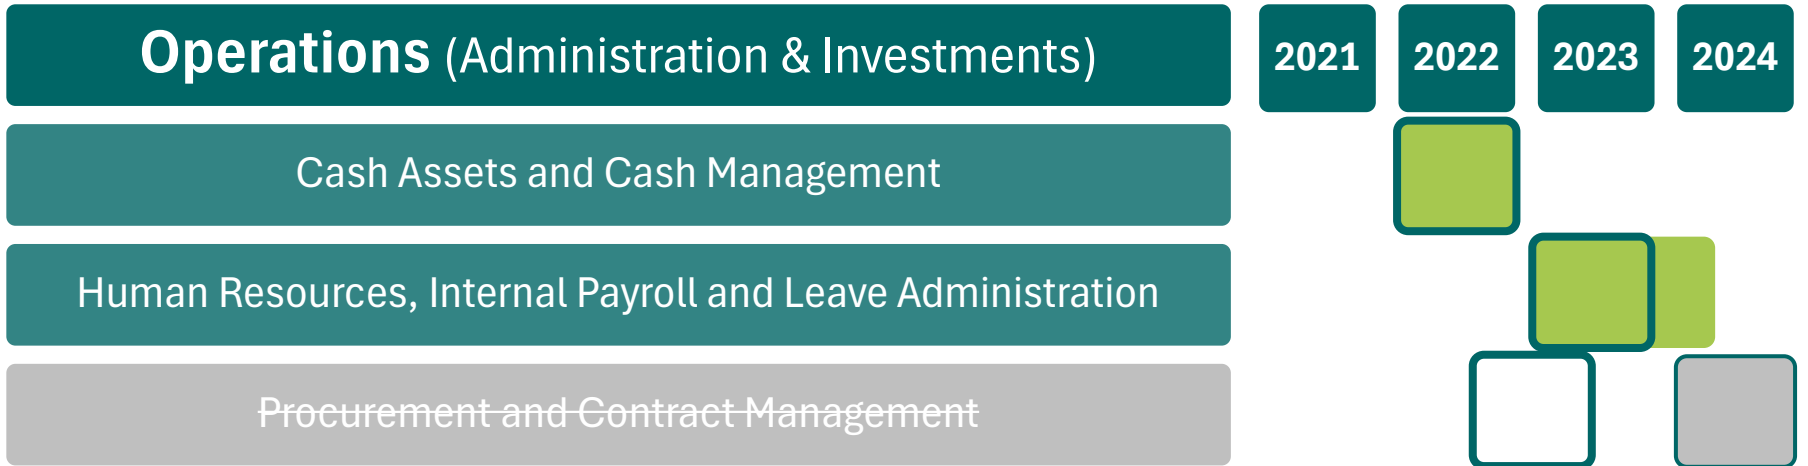 Operations (Administration & Investments) 2021 2022 2023 2024
Cash Assets and Cash Management
Human Resources, Internal Payroll and Leave Administration
Procurement and Contract Management